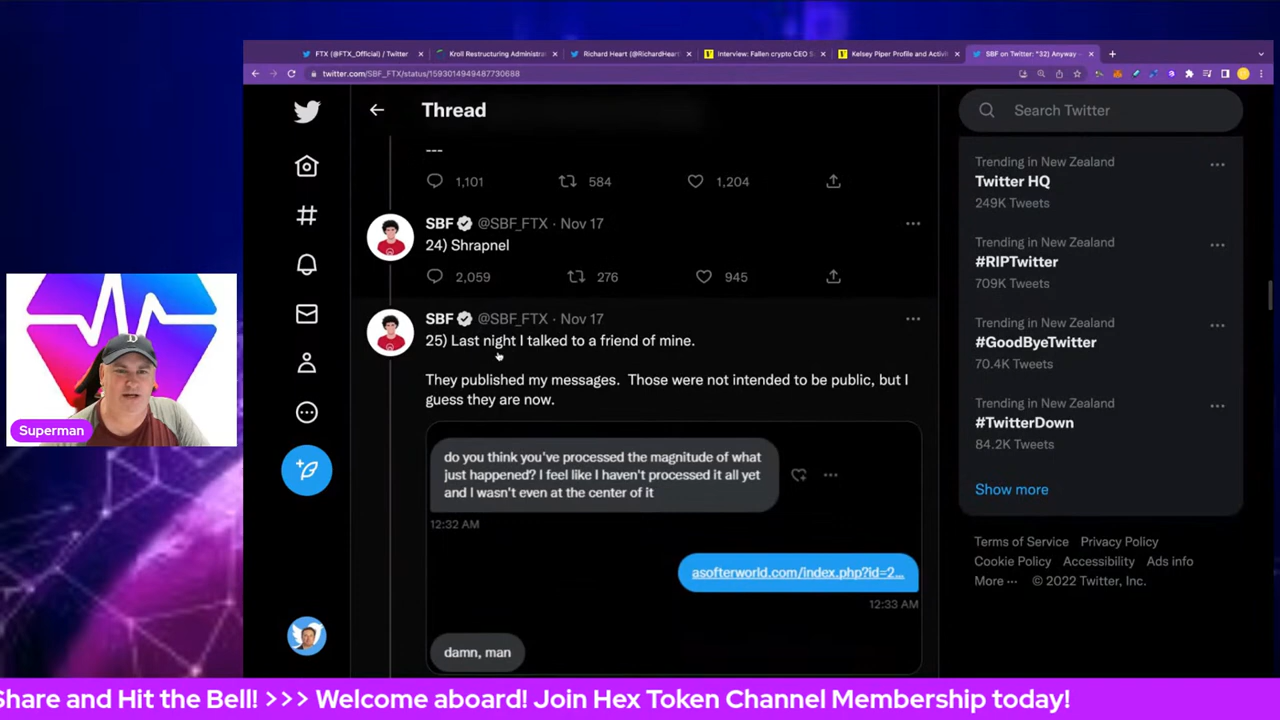 FTX (@FTX_Official) / Twitter
Kroll Restructuring Administra
Richard Heart (@RichardHeart
Interview: Fallen crypto CEO S
Kelsey Piper Profile and Activit
SBF on Twitter: "32) Anyway
twitter.com/SBF_FTX/status/1593014949487730688
Thread
---
1,101 584 1,204
SBF @SBF_FTX · Nov 17
24) Shrapnel
2,059 276 945
SBF @SBF_FTX · Nov 17
25) Last night I talked to a friend of mine.
They published my messages. Those were not intended to be public, but I
guess they are now.
do you think you've processed the magnitude of what
just happened? I feel like I haven't processed it all yet
and I wasn't even at the center of it
12:32 AM
asofterworld.com/index.php?id=2...
12:33 AM
damn, man
Search Twitter
Trending in New Zealand
Twitter HQ
249K Tweets
Trending in New Zealand
#RIPTwitter
709K Tweets
Trending in New Zealand
#GoodByeTwitter
70.4K Tweets
Trending in New Zealand
#TwitterDown
84.2K Tweets
Show more
Terms of Service Privacy Policy
Cookie Policy Accessibility Ads info
More ··· © 2022 Twitter, Inc.
Superman
Share and Hit the Bell! >>> Welcome aboard! Join Hex Token Channel Membership today!